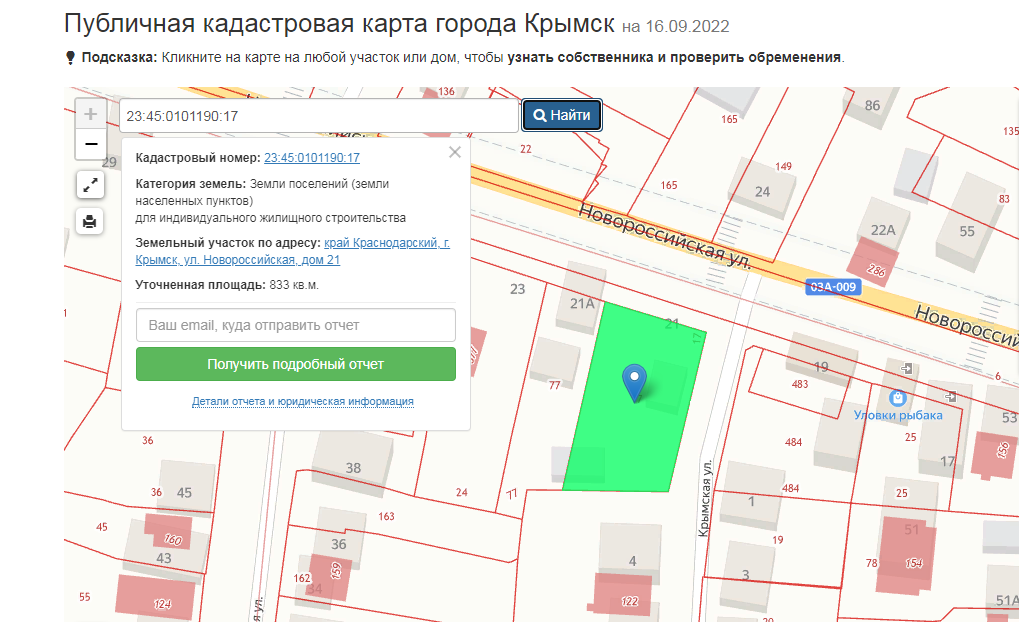 Публичная кадастровая карта города Крымск на 16.09.2022
Подсказка: Кликните на карте на любой участок или дом, чтобы узнать собственника и проверить обременения.
23:45:0101190:17
Найти
Кадастровый номер: 23:45:0101190:17
Категория земель: Земли поселений (земли
населенных пунктов)
для индивидуального жилищного строительства
Земельный участок по адресу: край Краснодарский, г.
Крымск, ул. Новороссийская, дом 21
Уточненная площадь: 833 кв.м.
Ваш email, куда отправить отчет
Получить подробный отчет
Детали отчета и юридическая информация
136
86
165
135
29
22
149
165
24
83
Новороссийская ул.
22А
55
286
23
03А-009
21А
21
17
Новороссийс
19
77
483
6
Уловки рыбака
53
36
484
25
156
38
17
36
45
24
77
484
25
Крымская ул.
1
163
45
160
36
19
51
43
4
78
154
162
159
34
3
55
124
122
51А
20
ул.